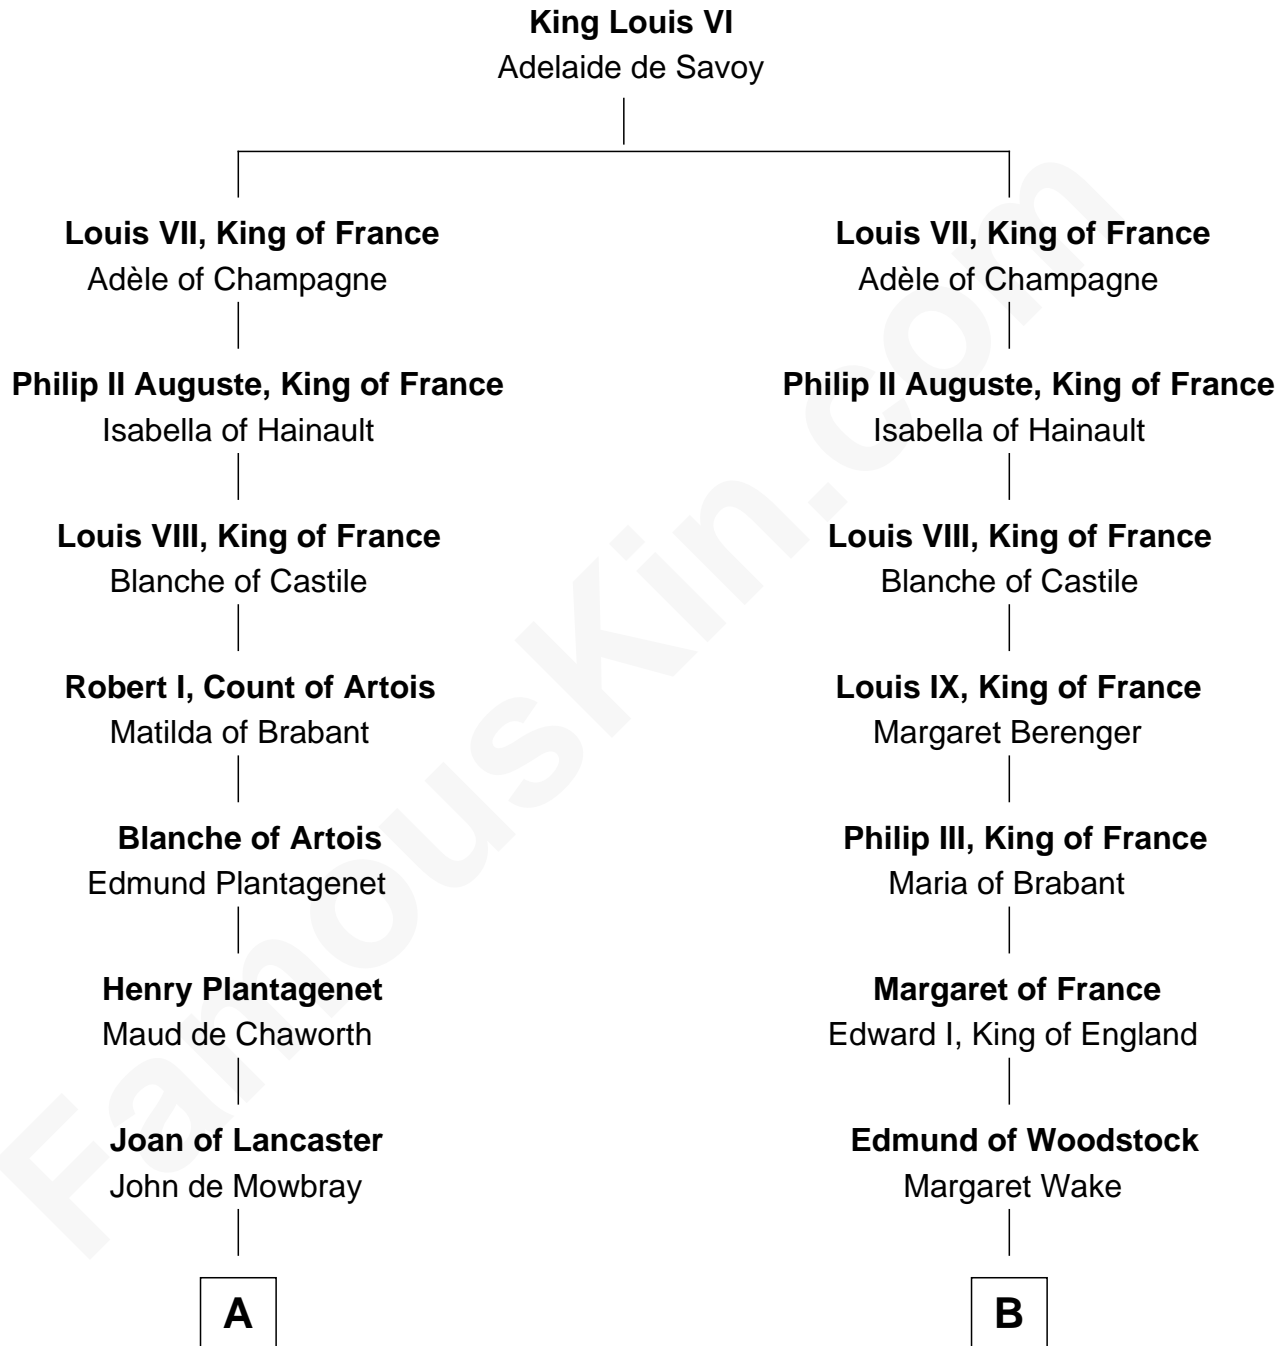 King Louis VI
Adelaide de Savoy
Louis VII, King of France
Adèle of Champagne
Louis VII, King of France
Adèle of Champagne
Philip II Auguste, King of France
Isabella of Hainault
Philip II Auguste, King of France
Isabella of Hainault
Louis VIII, King of France
Blanche of Castile
Louis VIII, King of France
Blanche of Castile
Robert I, Count of Artois
Matilda of Brabant
Louis IX, King of France
Margaret Berenger
Blanche of Artois
Edmund Plantagenet
Philip III, King of France
Maria of Brabant
Henry Plantagenet
Maud de Chaworth
Margaret of France
Edward I, King of England
Joan of Lancaster
John de Mowbray
Edmund of Woodstock
Margaret Wake
A
B
FamousKin.com